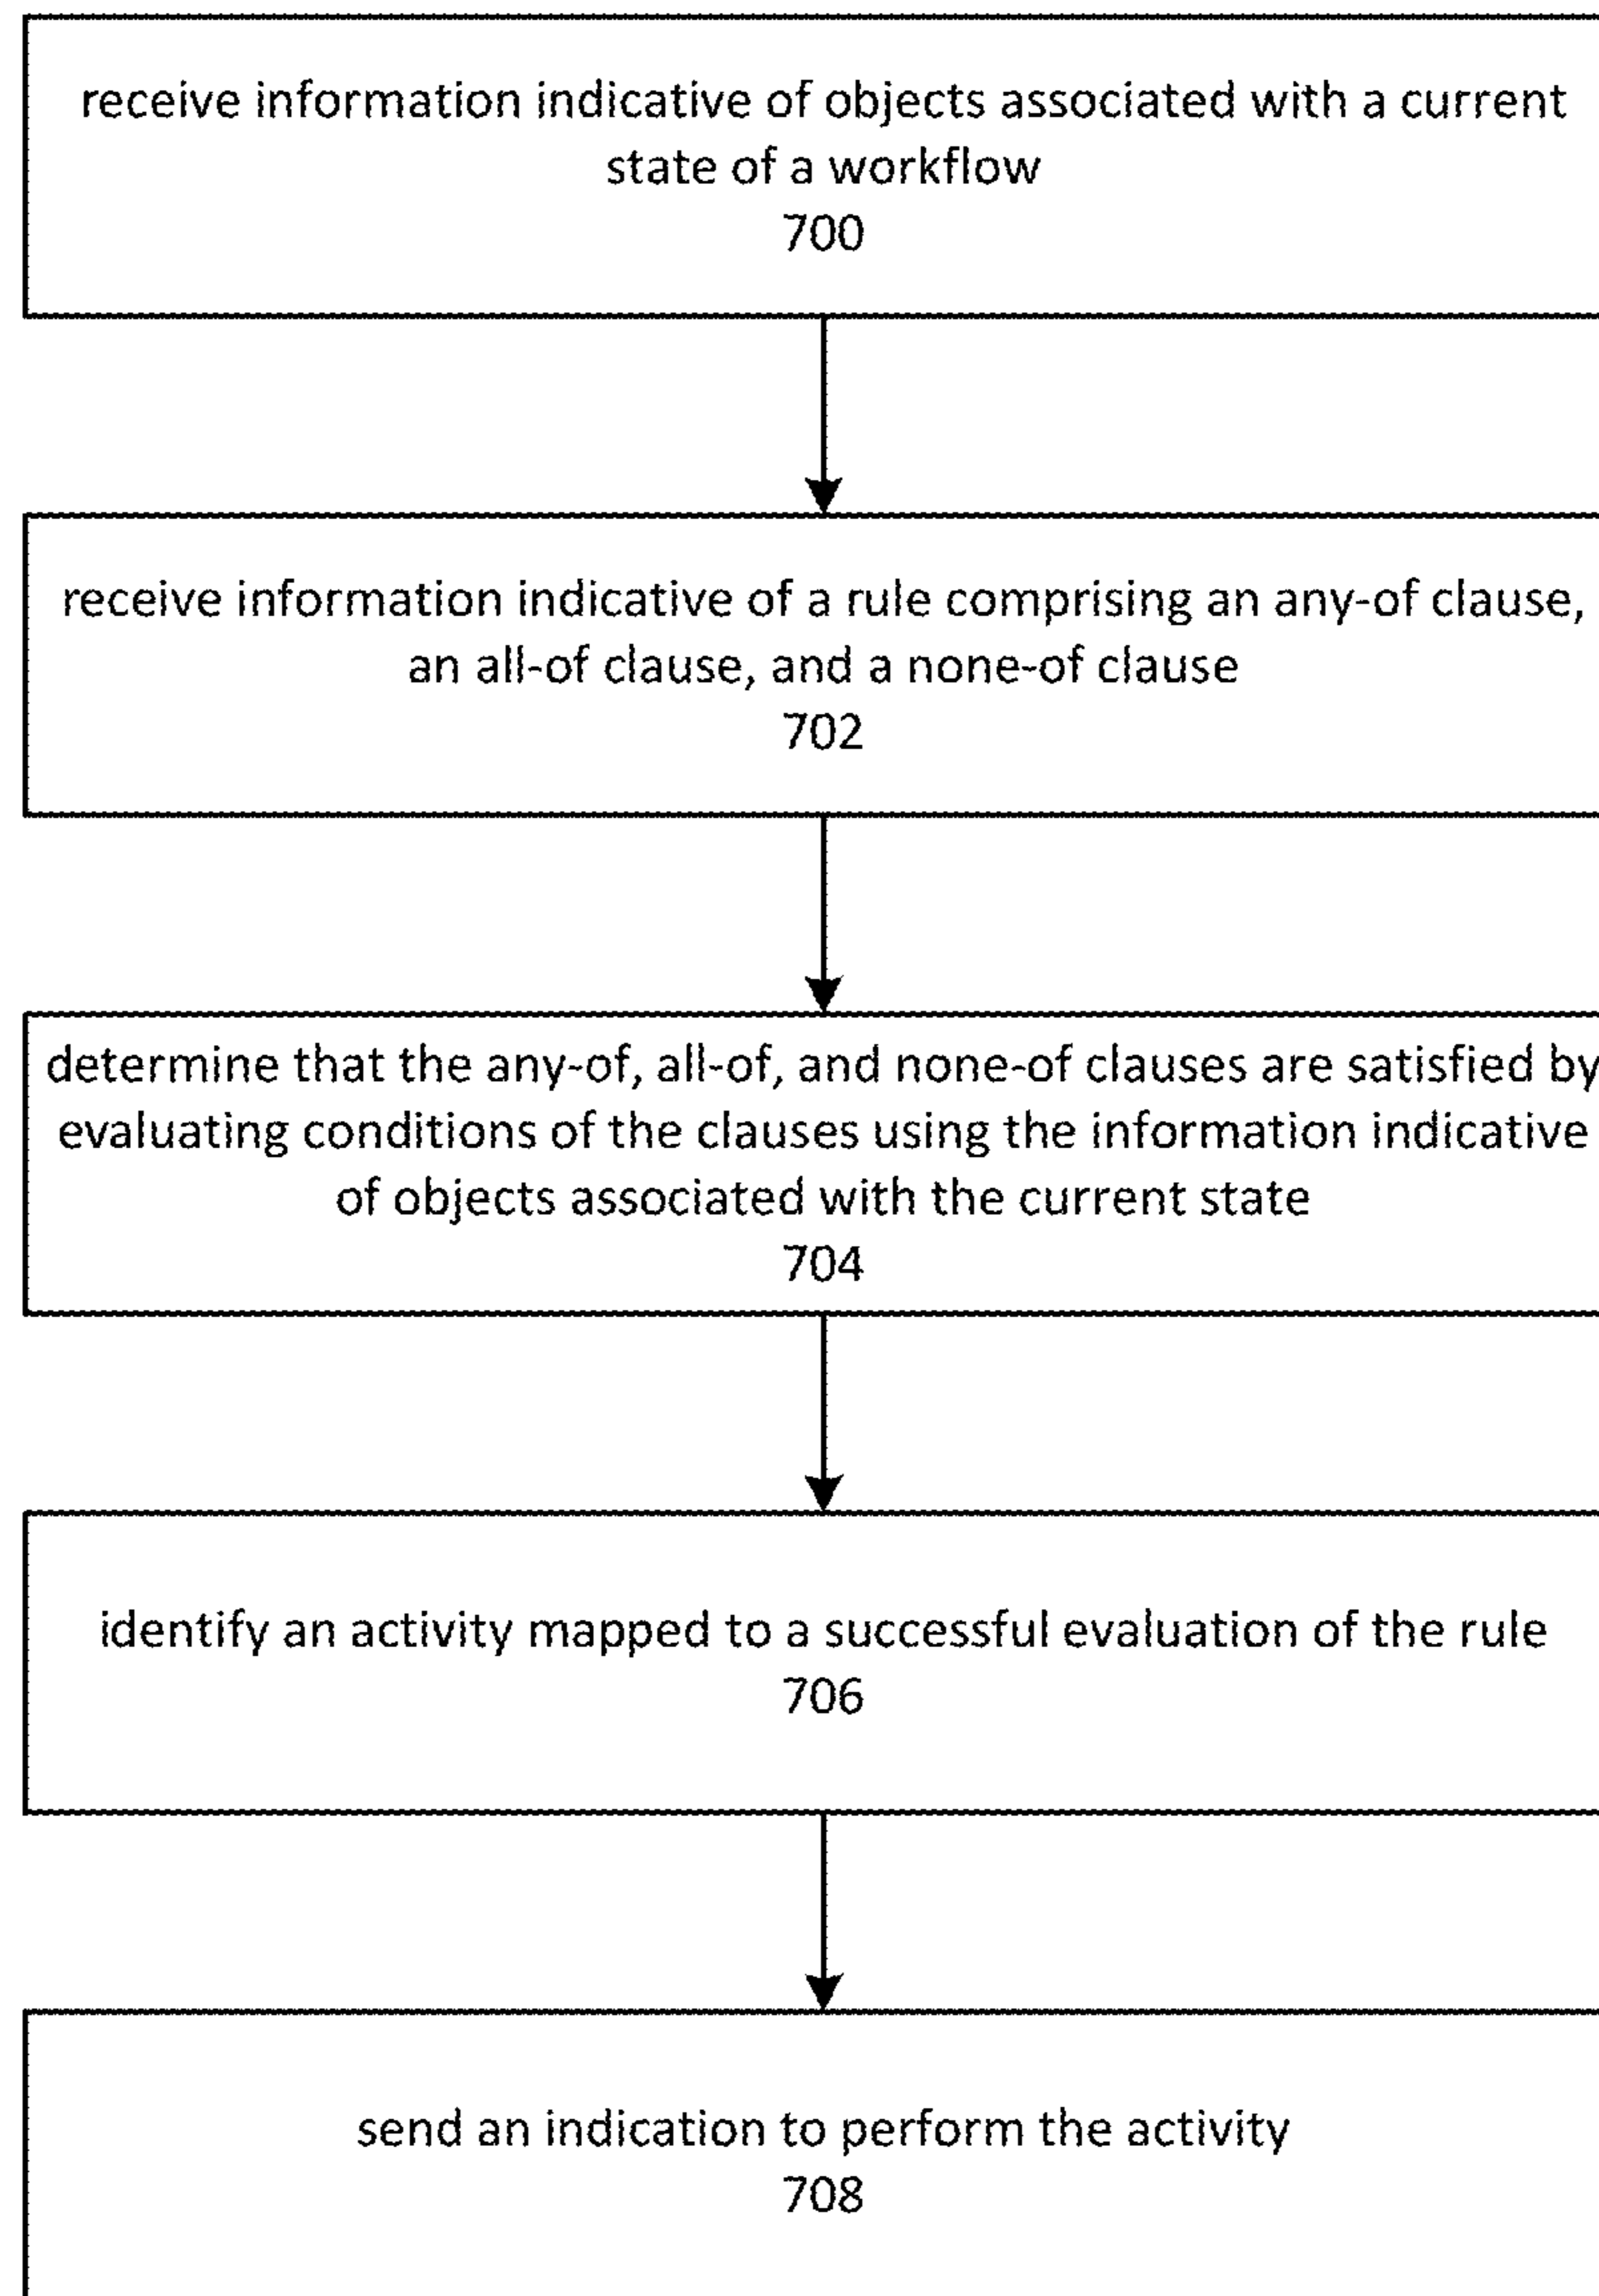 receive information indicative of objects associated with a current
state of a workflow
700
receive information indicative of a rule comprising an any-of clause,
an all-of clause, and a none-of clause
702
determine that the any-of, all-of, and none-of clauses are satisfied by
evaluating conditions of the clauses using the information indicative
of objects associated with the current state
704
identify an activity mapped to a successful evaluation of the rule
706
send an indication to perform the activity
708